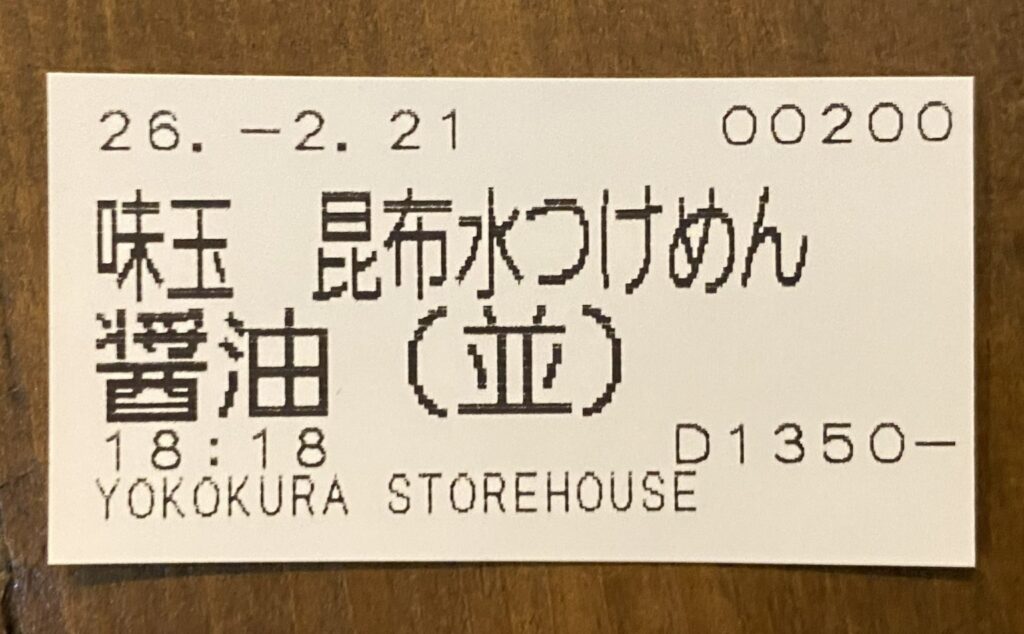 26.-2.21 00200
味玉 昆布水つけめん
醤油（並）
18:18 D1350-
YOKOKURA STOREHOUSE